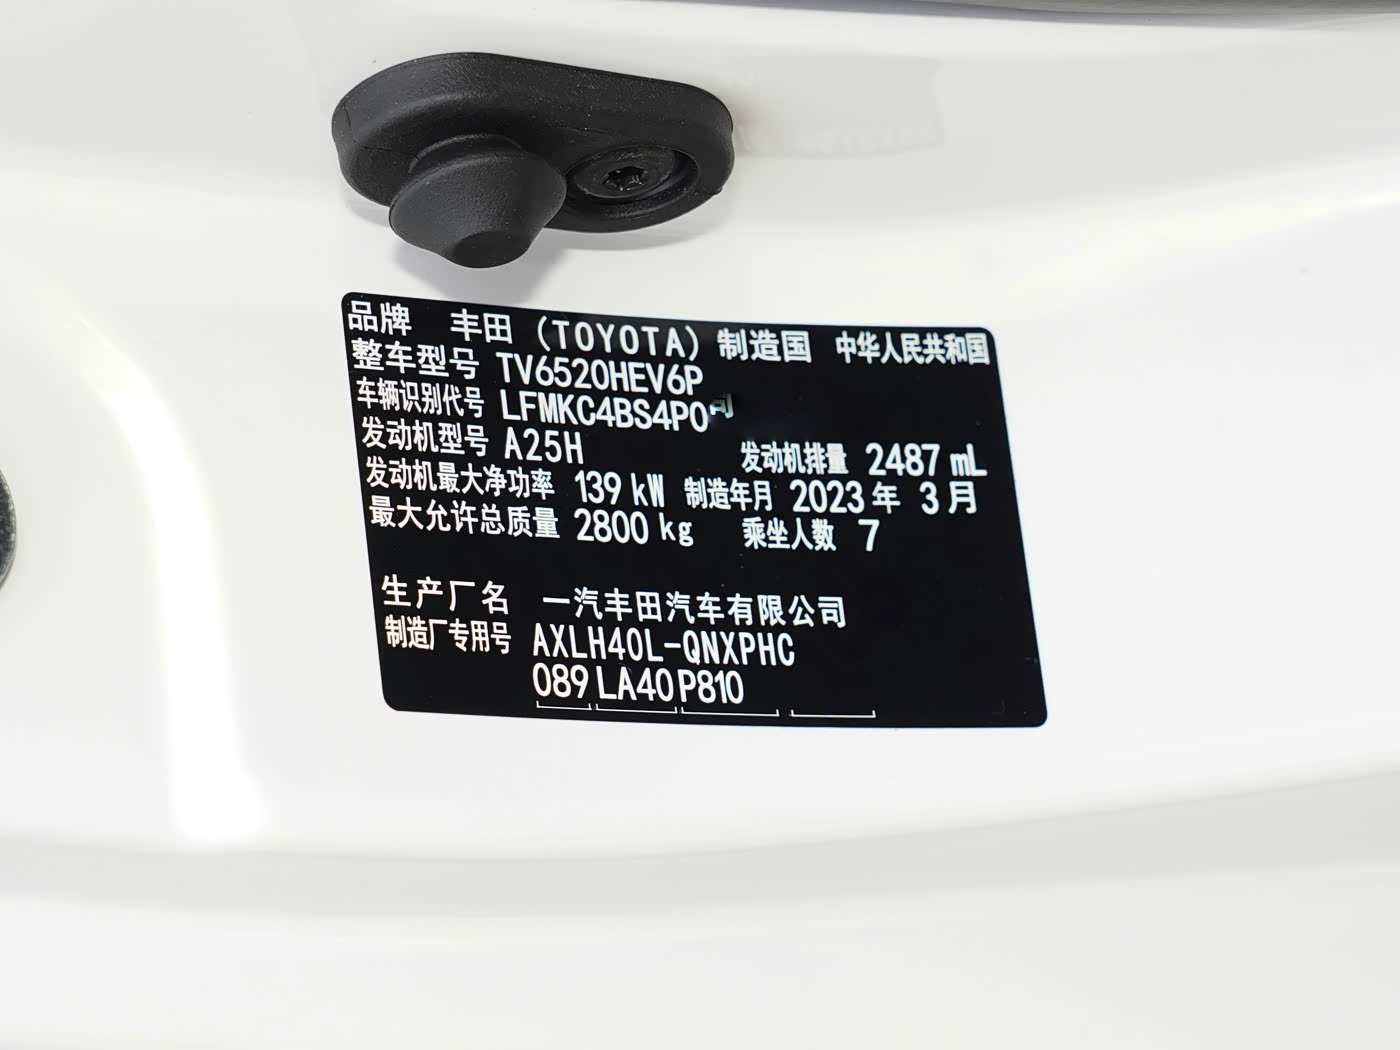 品牌 丰田 (TOYOTA) 制造国 中华人民共和国
整车型号 TV6520HEV6P
车辆识别代号 LFMKC4BS4P0
发动机型号 A25H 发动机排量 2487 mL
发动机最大净功率 139 kW 制造年月 2023 年 3 月
最大允许总质量 2800 kg 乘坐人数 7
生产厂名 一汽丰田汽车有限公司
制造厂专用号 AXLH40L-QNXPHC
089 LA40 P810